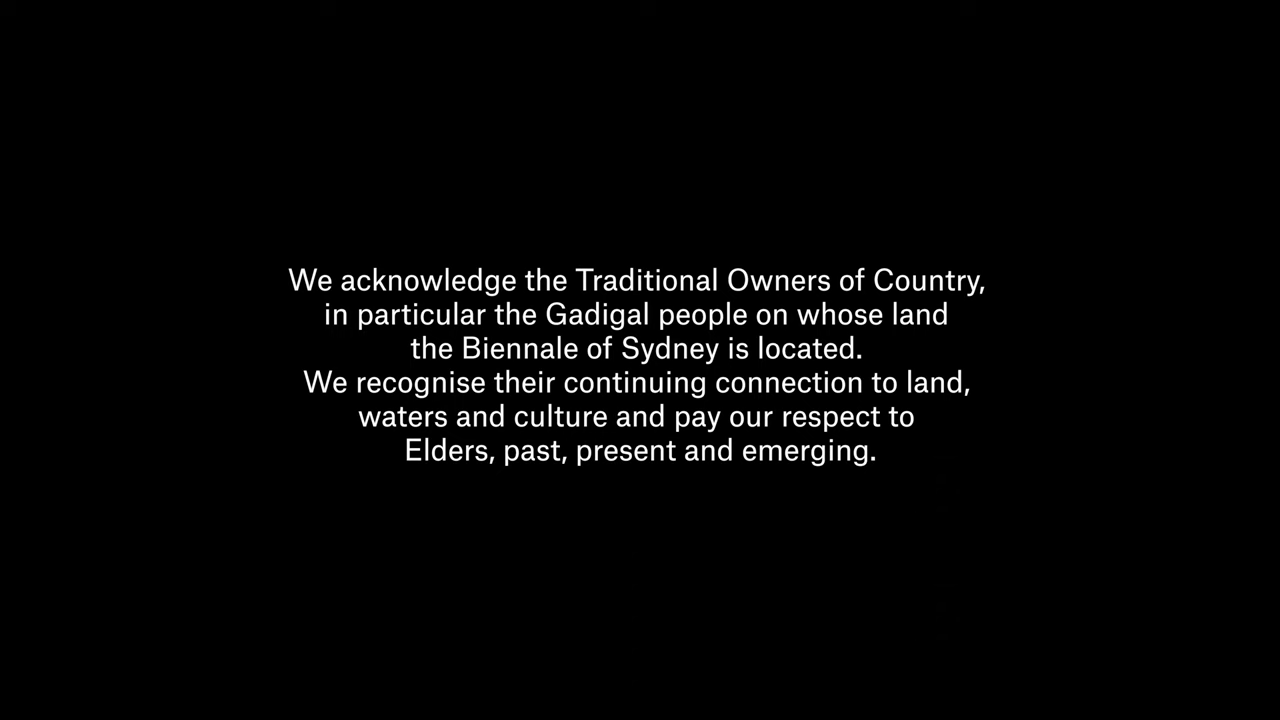 We acknowledge the Traditional Owners of Country,
in particular the Gadigal people on whose land
the Biennale of Sydney is located.
We recognise their continuing connection to land,
waters and culture and pay our respect to
Elders, past, present and emerging.